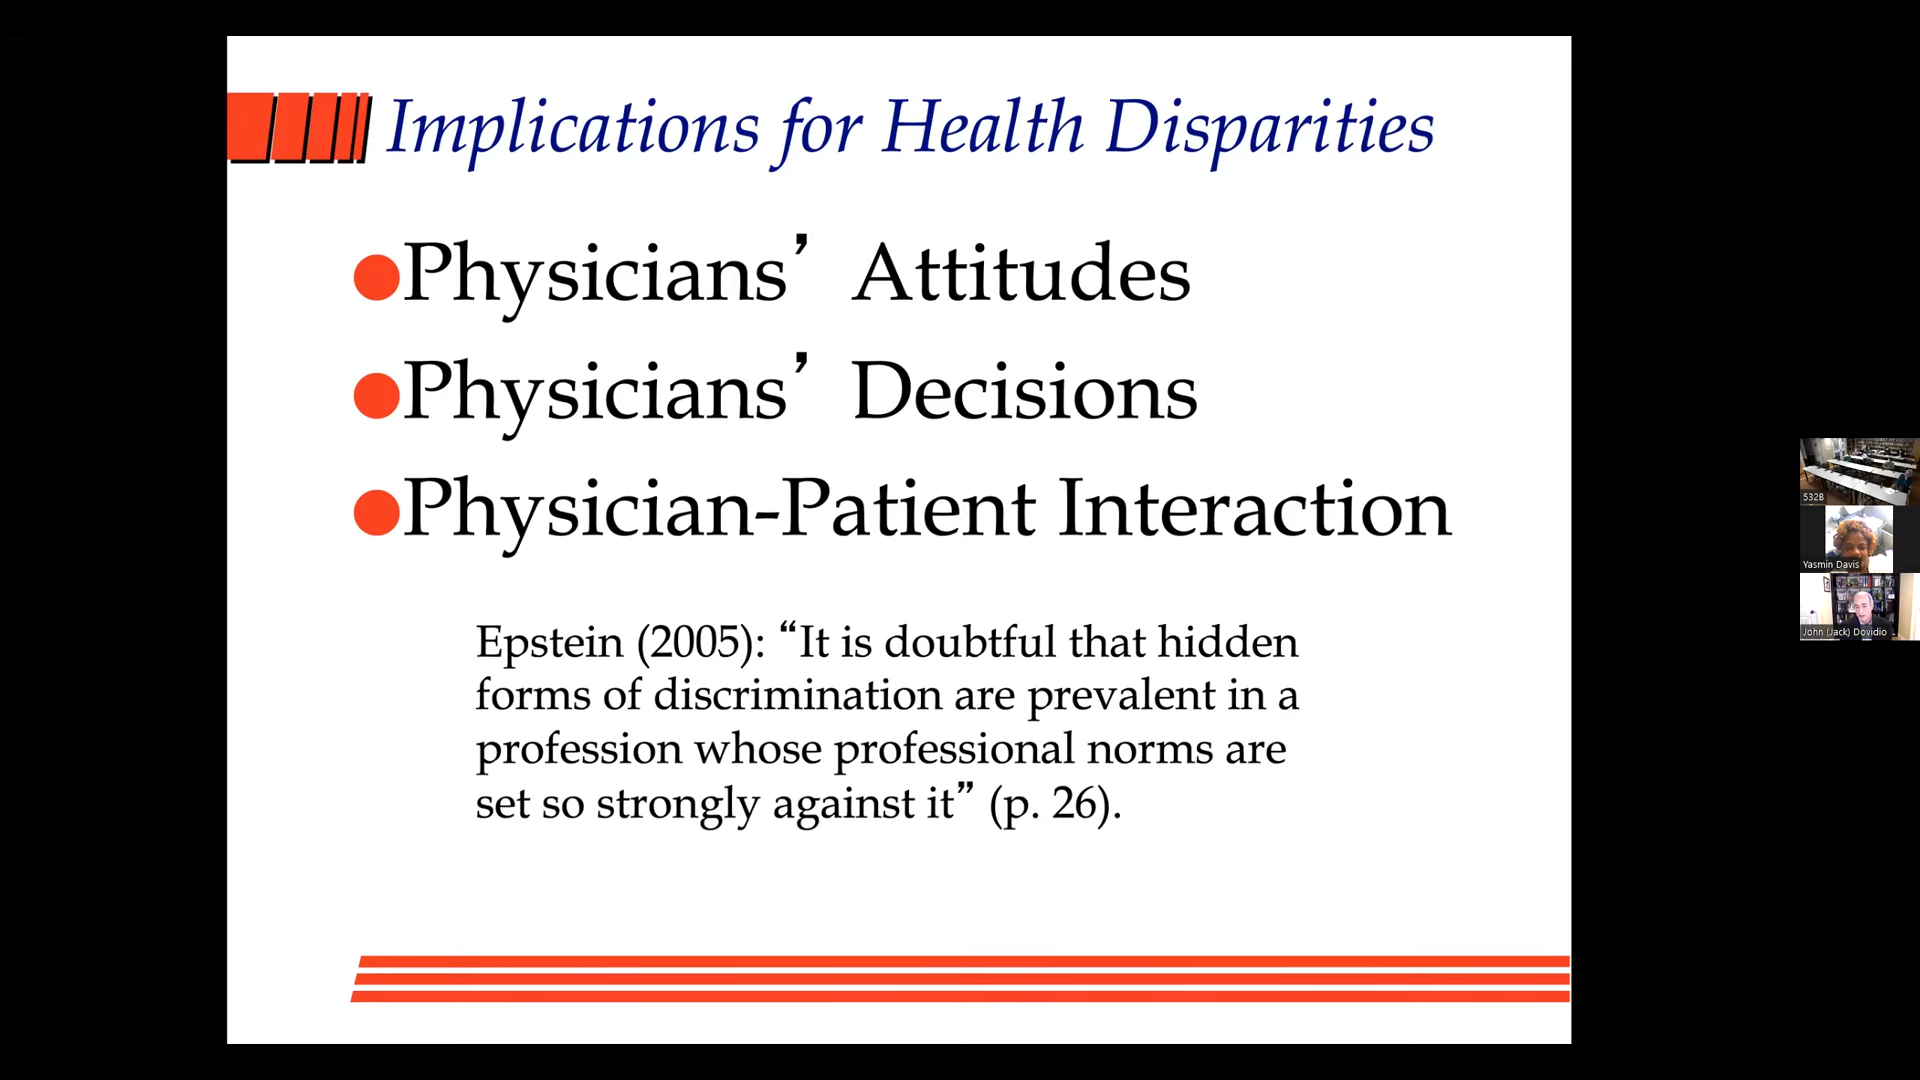 Implications for Health Disparities
Physicians’ Attitudes
Physicians’ Decisions
Physician-Patient Interaction
Epstein (2005): “It is doubtful that hidden
forms of discrimination are prevalent in a
profession whose professional norms are
set so strongly against it” (p. 26).
532B
Yasmin Davis
John (Jack) Dovidio